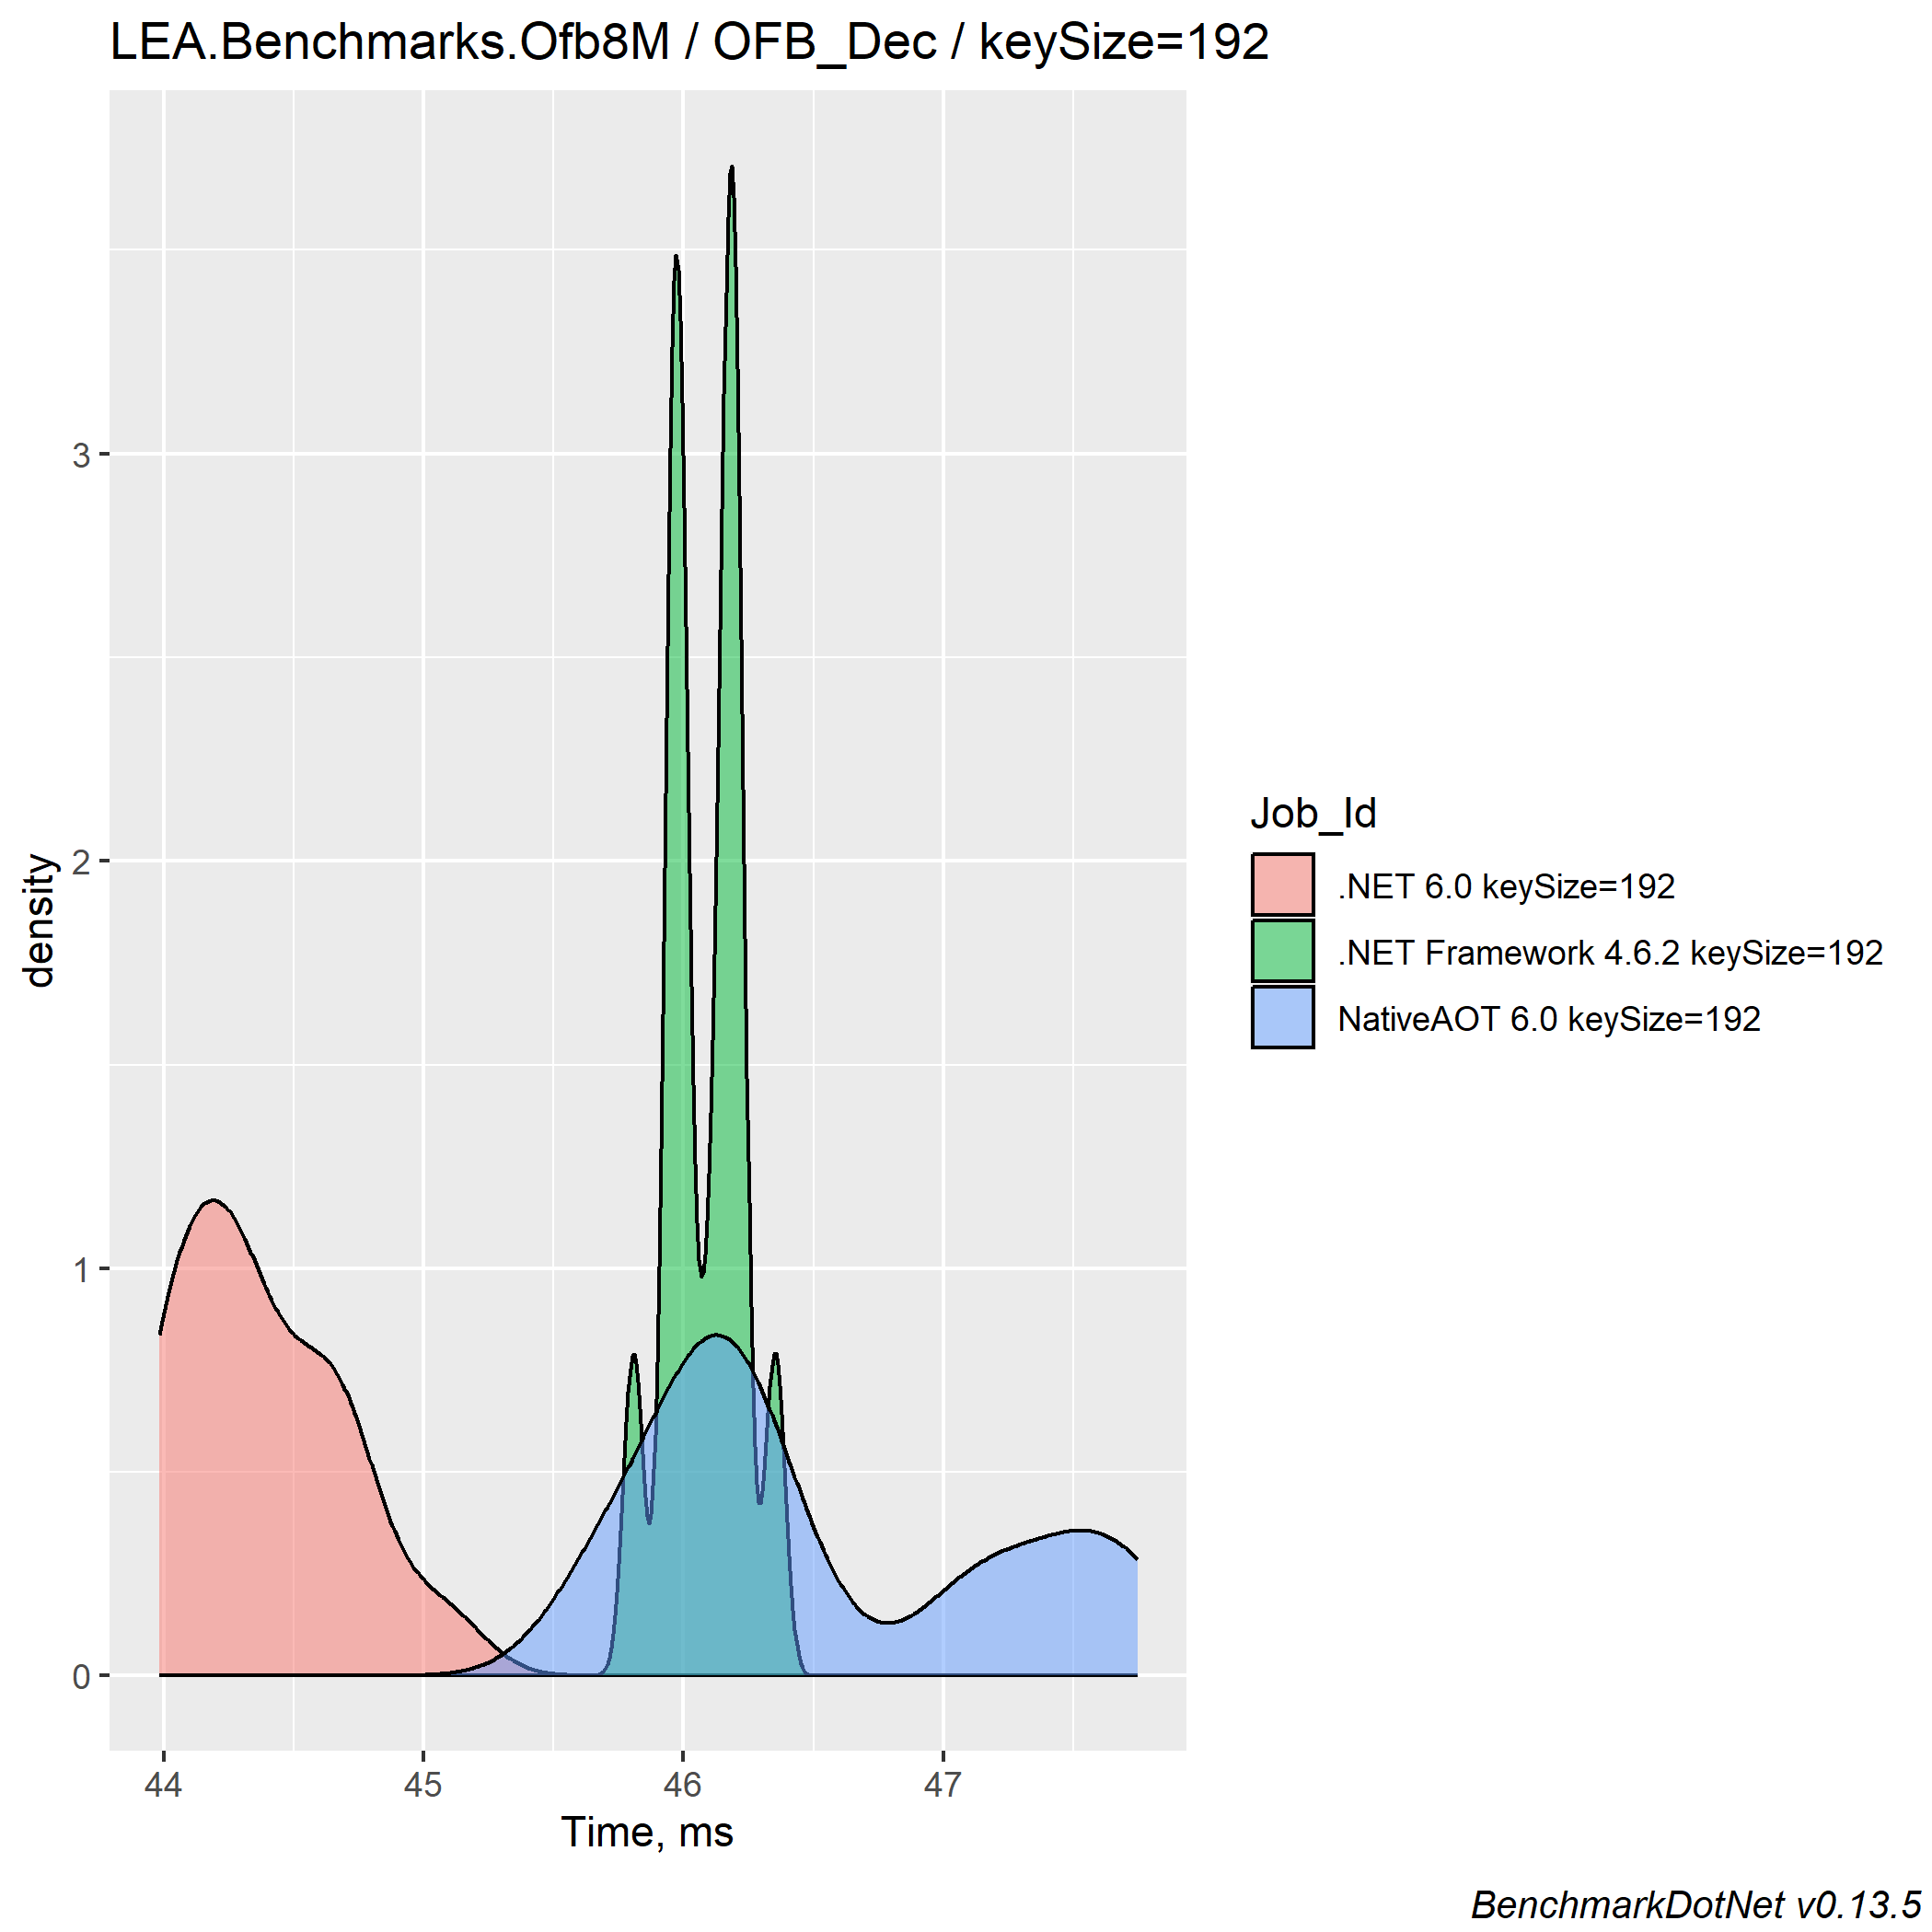 LEA.Benchmarks.Ofb8M / OFB_Dec / keySize=192
3
2
1
0
density
44 45 46 47
Time, ms
Job_Id
.NET 6.0 keySize=192
.NET Framework 4.6.2 keySize=192
NativeAOT 6.0 keySize=192
BenchmarkDotNet v0.13.5